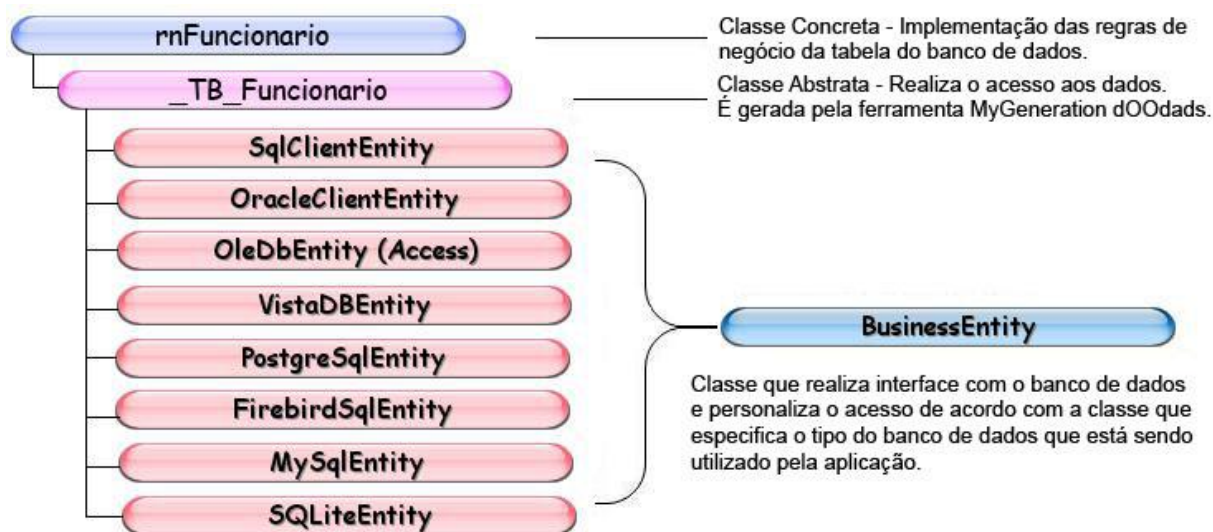 rnFuncionario
Classe Concreta - Implementação das regras de
negócio da tabela do banco de dados.
_TB_Funcionario
Classe Abstrata - Realiza o acesso aos dados.
É gerada pela ferramenta MyGeneration dOOdads.
SqlClientEntity
OracleClientEntity
OleDbEntity (Access)
VistaDBEntity
PostgreSqlEntity
FirebirdSqlEntity
MySqlEntity
SQLiteEntity
BusinessEntity
Classe que realiza interface com o banco de dados
e personaliza o acesso de acordo com a classe que
especifica o tipo do banco de dados que está sendo
utilizado pela aplicação.